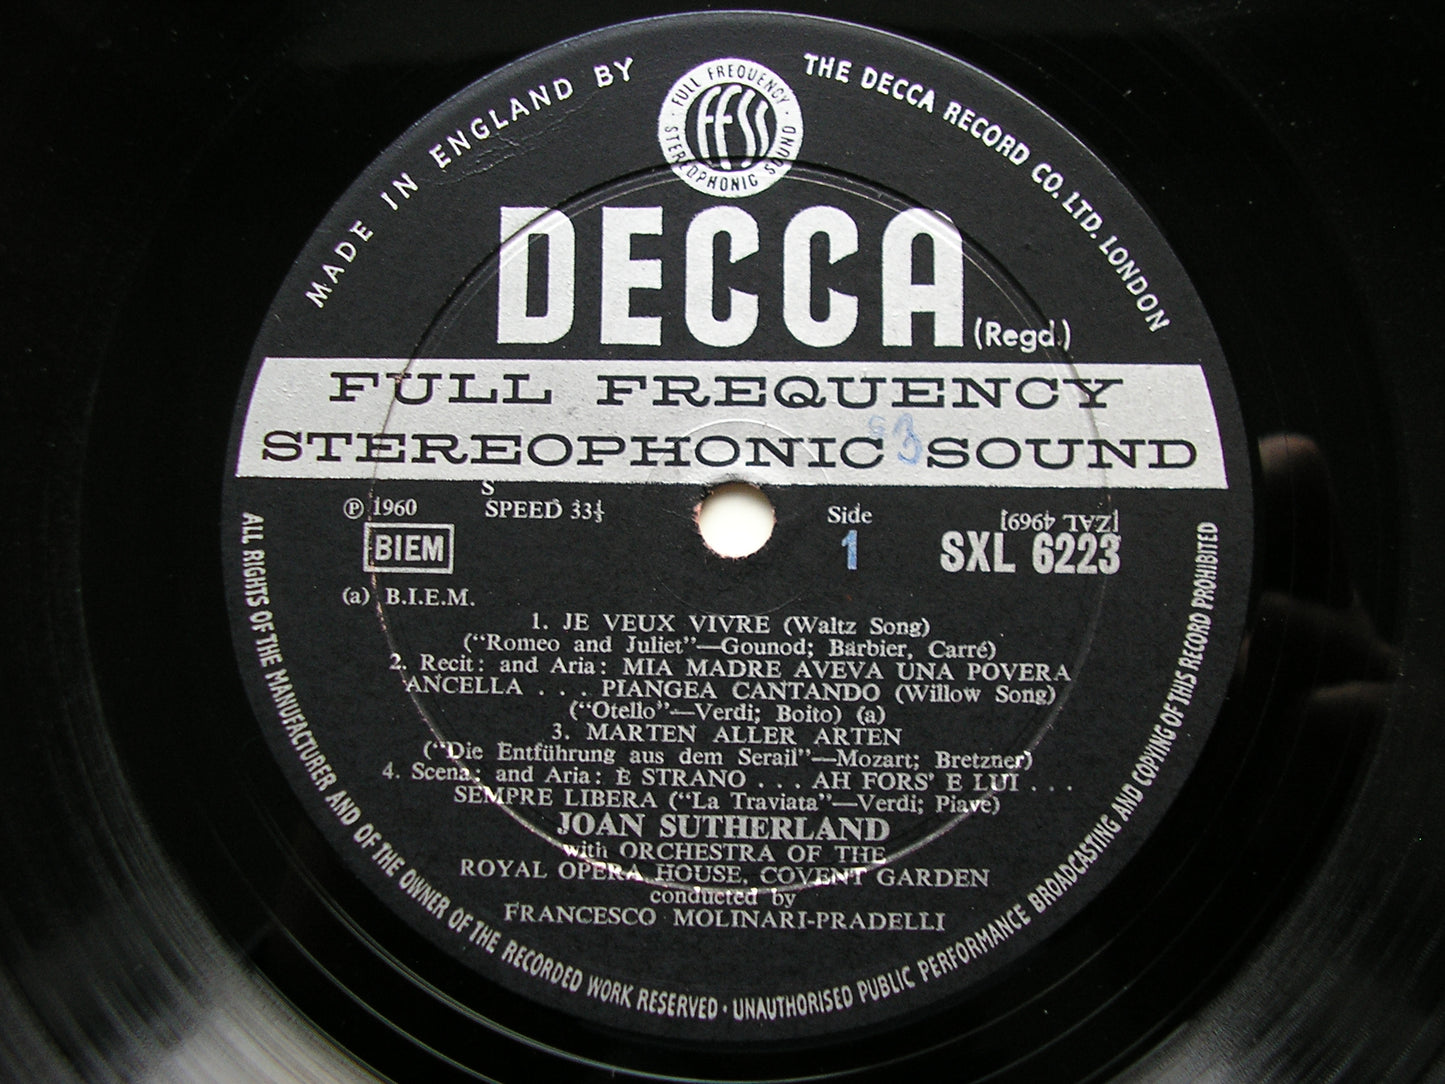 MADE IN ENGLAND BY
THE DECCA RECORD CO. LTD. LONDON
FULL FREQUENCY
ffss
STEREOPHONIC SOUND
DECCA
(Regd.)
FULL FREQUENCY
STEREOPHONIC SOUND
3
S
℗ 1960
SPEED 33⅓
Side
1
[ZAL 4969]
SXL 6223
BIEM
(a) B.I.E.M.
1. JE VEUX VIVRE (Waltz Song)
("Romeo and Juliet"—Gounod; Barbier, Carré)
2. Recit: and Aria: MIA MADRE AVEVA UNA POVERA
ANCELLA . . . PIANGEA CANTANDO (Willow Song)
("Otello"—Verdi; Boito) (a)
3. MARTEN ALLER ARTEN
("Die Entführung aus dem Serail"—Mozart; Bretzner)
4. Scena: and Aria: È STRANO . . . AH FORS' E LUI . . .
SEMPRE LIBERA ("La Traviata"—Verdi; Piave)
JOAN SUTHERLAND
with ORCHESTRA OF THE
ROYAL OPERA HOUSE, COVENT GARDEN
conducted by
FRANCESCO MOLINARI-PRADELLI
ALL RIGHTS OF THE MANUFACTURER AND OF THE OWNER OF THE RECORDED WORK RESERVED · UNAUTHORISED PUBLIC PERFORMANCE BROADCASTING AND COPYING OF THIS RECORD PROHIBITED